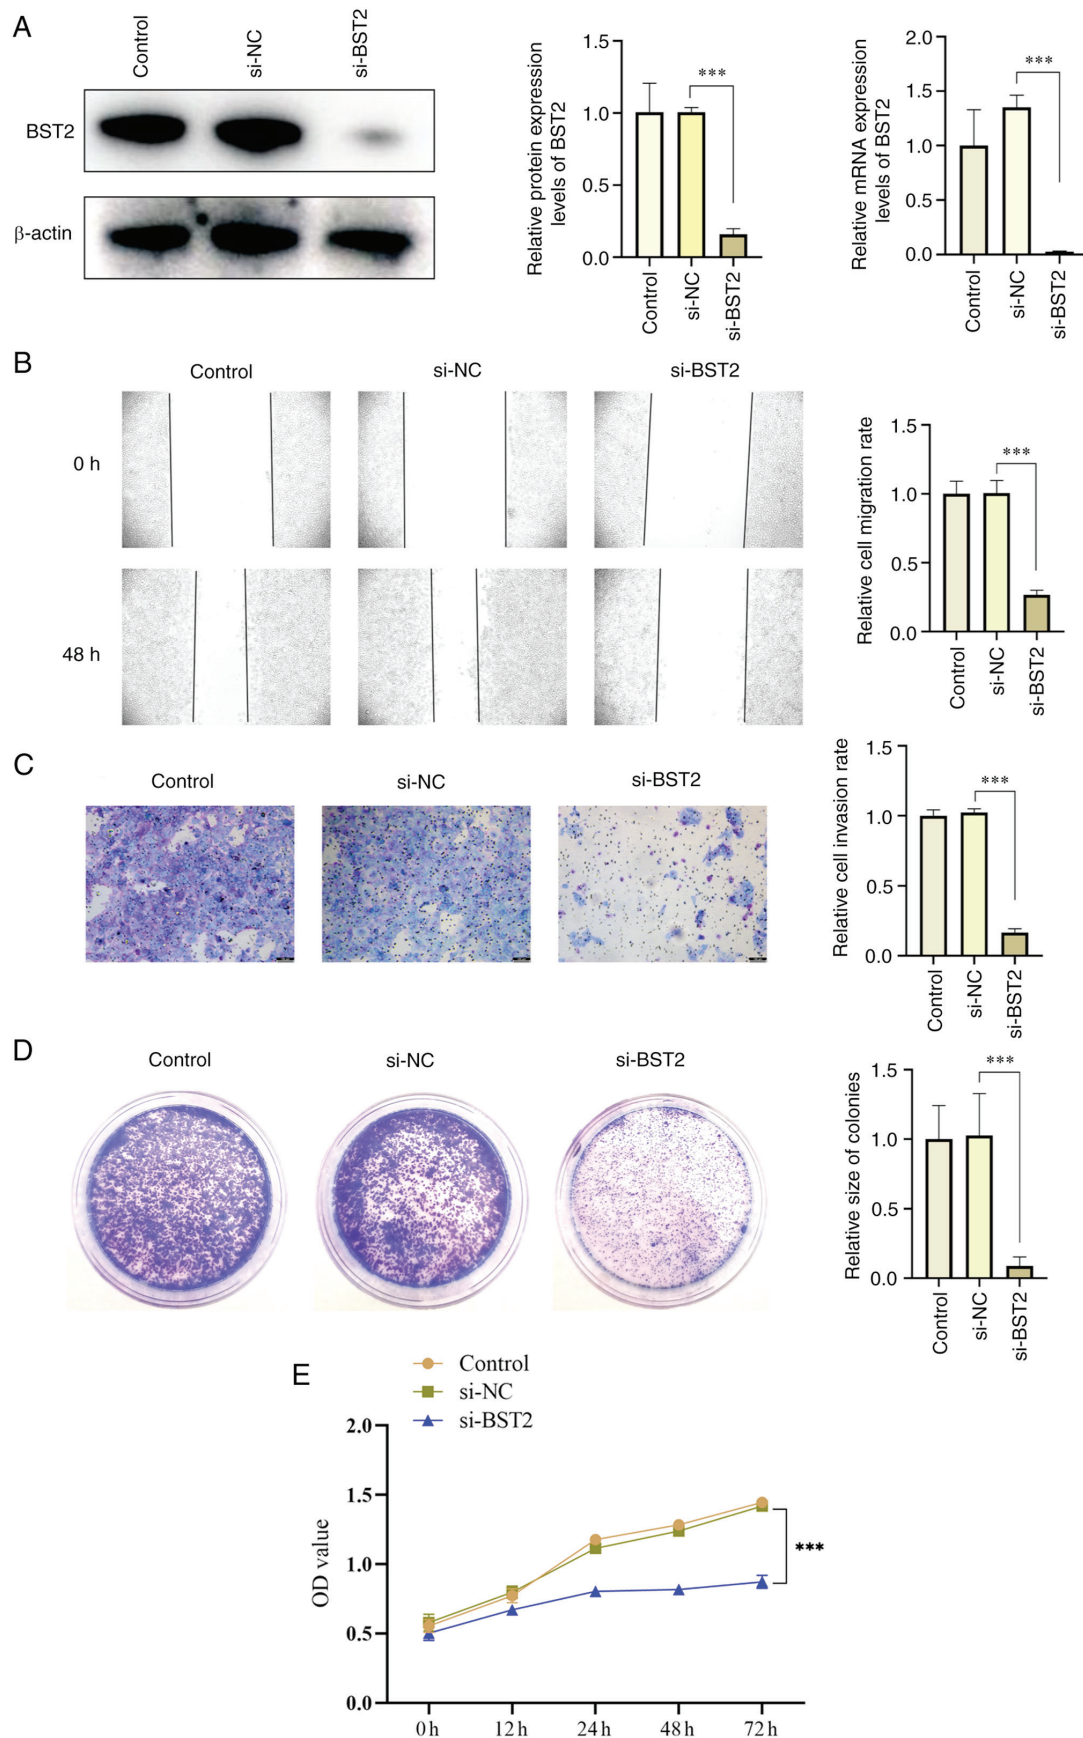 A
Control
si-NC
si-BST2
BST2
β-actin
Relative protein expression
levels of BST2
1.5
1.0
0.5
0.0
***
Control
si-NC
si-BST2
Relative mRNA expression
levels of BST2
2.0
1.5
1.0
0.5
0.0
***
Control
si-NC
si-BST2
B
Control
si-NC
si-BST2
0 h
48 h
Relative cell migration rate
1.5
1.0
0.5
0.0
***
Control
si-NC
si-BST2
C
Control
si-NC
si-BST2
Relative cell invasion rate
1.5
1.0
0.5
0.0
***
Control
si-NC
si-BST2
D
Control
si-NC
si-BST2
Relative size of colonies
1.5
1.0
0.5
0.0
***
Control
si-NC
si-BST2
E
Control
si-NC
si-BST2
OD value
2.0
1.5
1.0
0.5
0.0
***
0 h
12 h
24 h
48 h
72 h